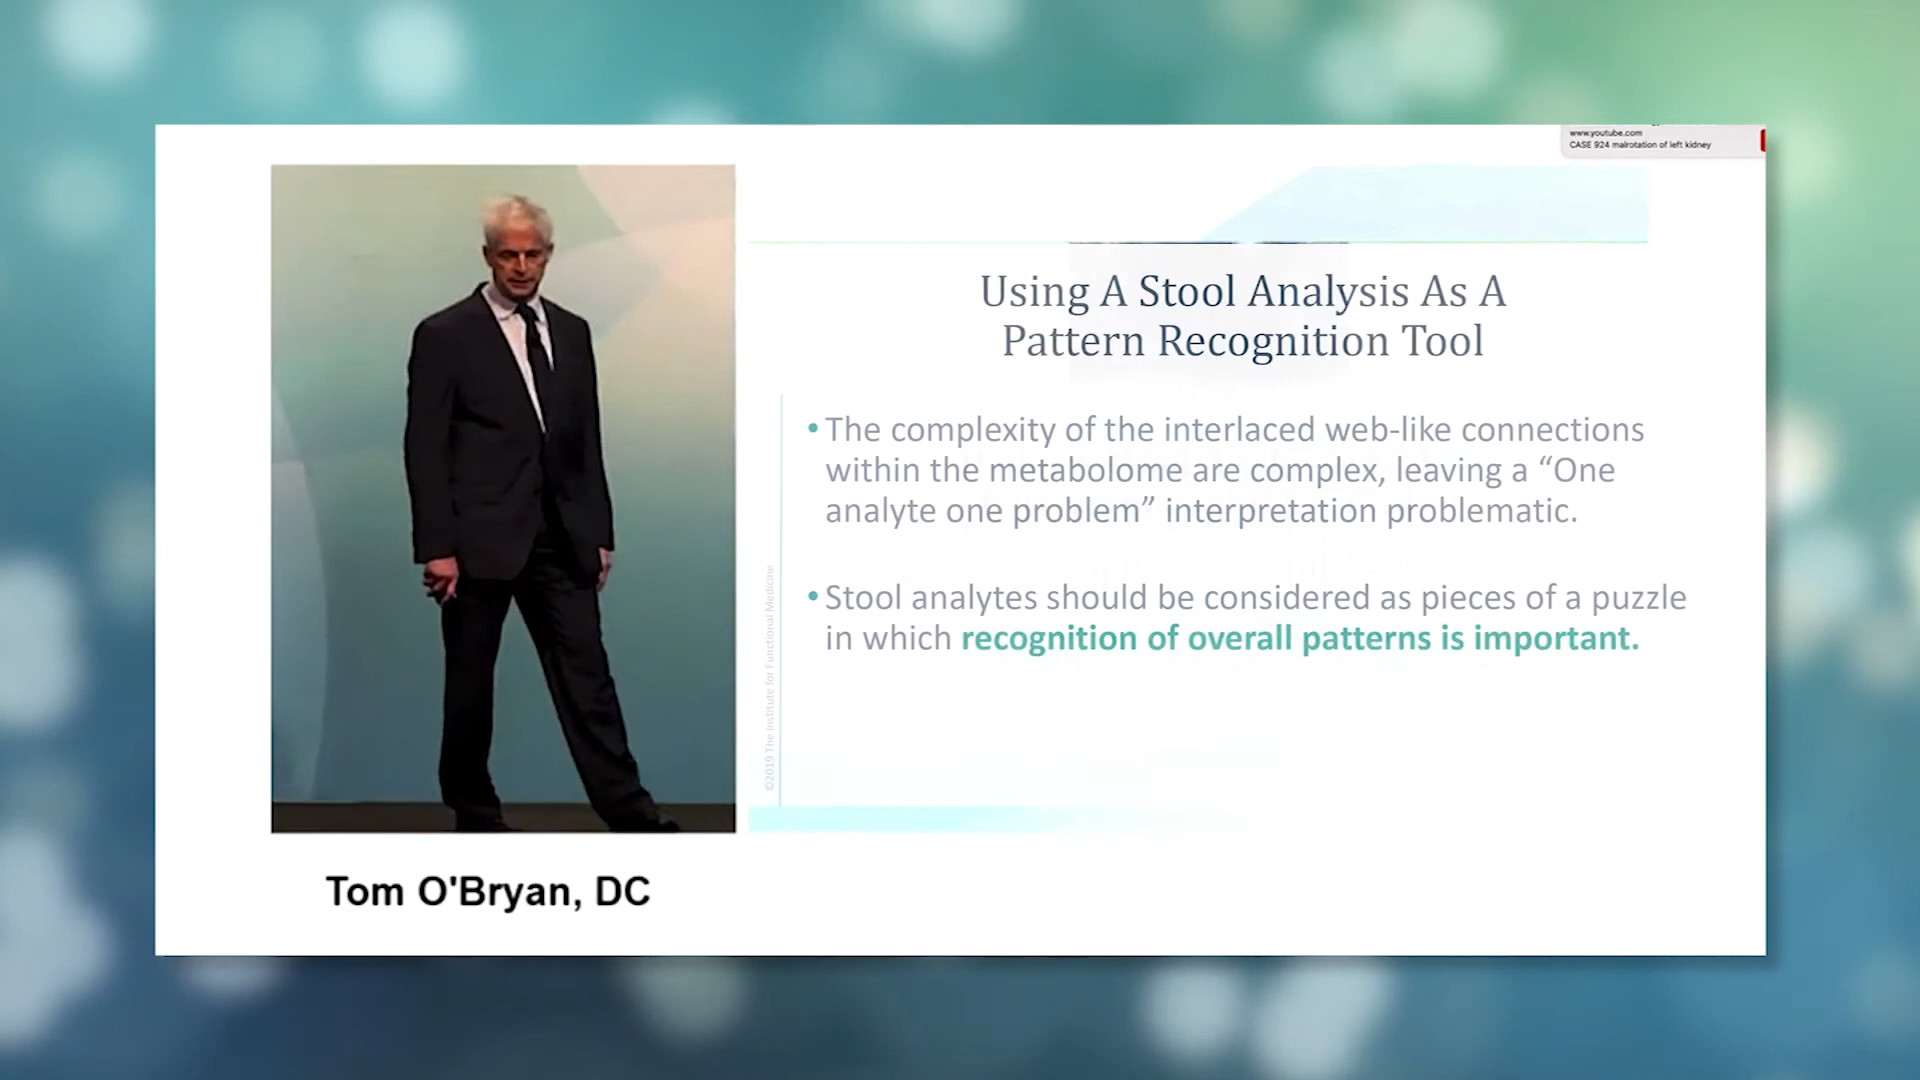 www.youtube.com
CASE 924 malrotation of left kidney
Using A Stool Analysis As A
Pattern Recognition Tool
•The complexity of the interlaced web-like connections
within the metabolome are complex, leaving a “One
analyte one problem” interpretation problematic.
•Stool analytes should be considered as pieces of a puzzle
in which recognition of overall patterns is important.
©2019 The Institute for Functional Medicine
Tom O'Bryan, DC